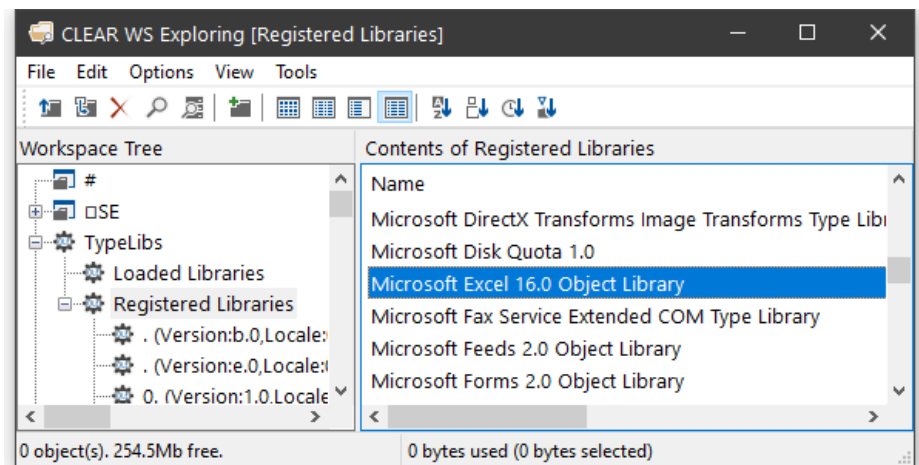 CLEAR WS Exploring [Registered Libraries]
File Edit Options View Tools
Workspace Tree
#
⎕SE
TypeLibs
Loaded Libraries
Registered Libraries
. (Version:b.0,Locale:
. (Version:e.0,Locale:
0. (Version:1.0.Locale
Contents of Registered Libraries
Name
Microsoft DirectX Transforms Image Transforms Type Libr
Microsoft Disk Quota 1.0
Microsoft Excel 16.0 Object Library
Microsoft Fax Service Extended COM Type Library
Microsoft Feeds 2.0 Object Library
Microsoft Forms 2.0 Object Library
0 object(s). 254.5Mb free.
0 bytes used (0 bytes selected)